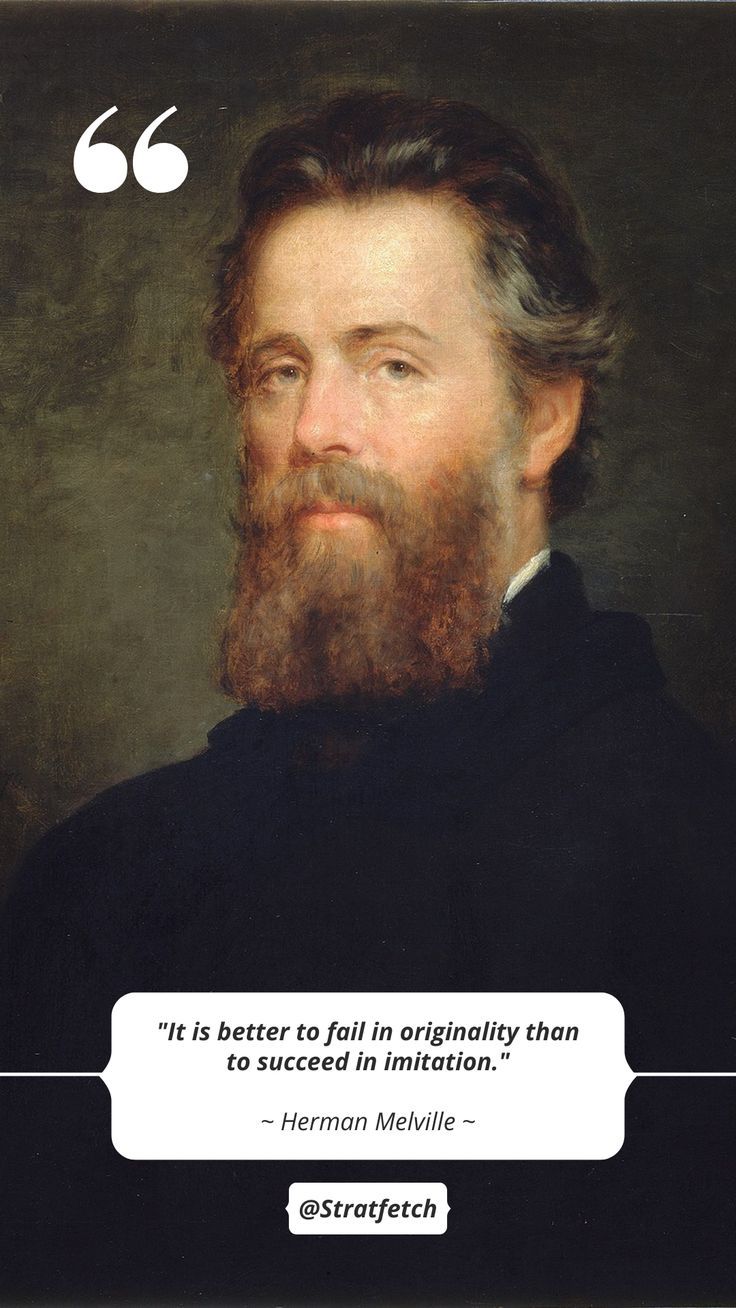 "It is better to fail in originality than
to succeed in imitation."
~ Herman Melville ~
@Stratfetch